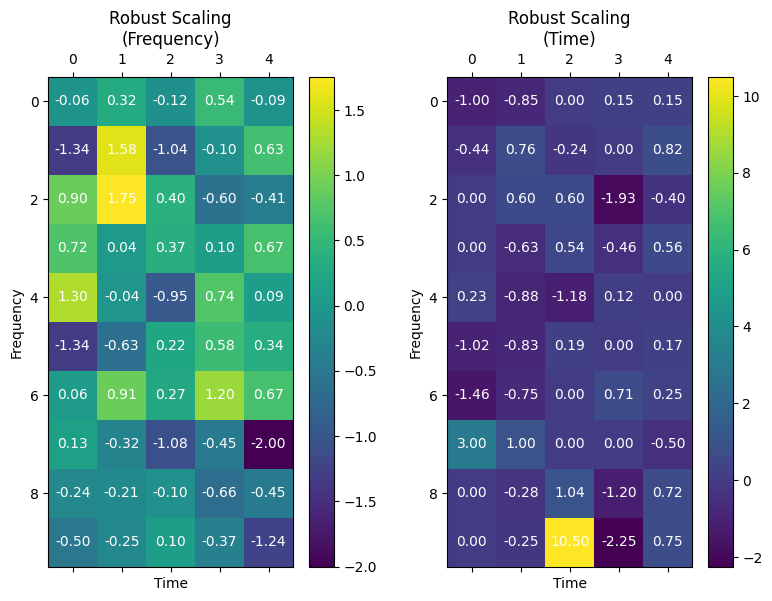 Robust Scaling
(Frequency)
0 1 2 3 4
0 -0.06 0.32 -0.12 0.54 -0.09
-1.34 1.58 -1.04 -0.10 0.63
2 0.90 1.75 0.40 -0.60 -0.41
0.72 0.04 0.37 0.10 0.67
4 1.30 -0.04 -0.95 0.74 0.09
-1.34 -0.63 0.22 0.58 0.34
6 0.06 0.91 0.27 1.20 0.67
0.13 -0.32 -1.08 -0.45 -2.00
8 -0.24 -0.21 -0.10 -0.66 -0.45
-0.50 -0.25 0.10 -0.37 -1.24
Frequency
Time
1.5
1.0
0.5
0.0
−0.5
−1.0
−1.5
−2.0
Robust Scaling
(Time)
0 1 2 3 4
0 -1.00 -0.85 0.00 0.15 0.15
-0.44 0.76 -0.24 0.00 0.82
2 0.00 0.60 0.60 -1.93 -0.40
0.00 -0.63 0.54 -0.46 0.56
4 0.23 -0.88 -1.18 0.12 0.00
-1.02 -0.83 0.19 0.00 0.17
6 -1.46 -0.75 0.00 0.71 0.25
3.00 1.00 0.00 0.00 -0.50
8 0.00 -0.28 1.04 -1.20 0.72
0.00 -0.25 10.50 -2.25 0.75
Frequency
Time
10
8
6
4
2
0
−2